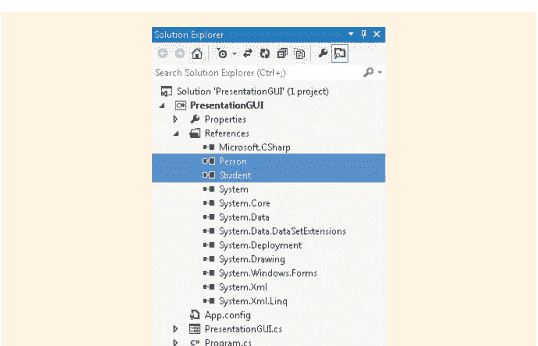 Solution Explorer
Search Solution Explorer (Ctrl+;)
Solution 'PresentationGUI' (1 project)
C# PresentationGUI
Properties
References
Microsoft.CSharp
Person
Student
System
System.Core
System.Data
System.Data.DataSetExtensions
System.Deployment
System.Drawing
System.Windows.Forms
System.Xml
System.Xml.Linq
App.config
PresentationGUI.cs
C# Program.cs